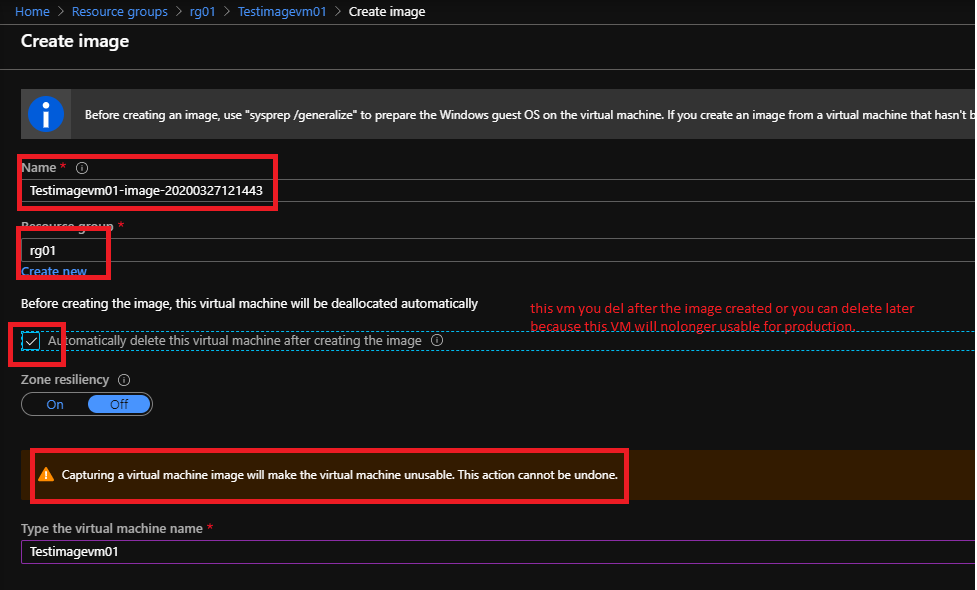 Home > Resource groups > rg01 > Testimagevm01 > Create image
Create image
Before creating an image, use "sysprep /generalize" to prepare the Windows guest OS on the virtual machine. If you create an image from a virtual machine that hasn't
Name *
Testimagevm01-image-20200327121443
Resource group *
rg01
Create new
Before creating the image, this virtual machine will be deallocated automatically
this vm you del after the image created or you can delete later
because this VM will nolonger usable for production.
Automatically delete this virtual machine after creating the image
Zone resiliency
On Off
Capturing a virtual machine image will make the virtual machine unusable. This action cannot be undone.
Type the virtual machine name *
Testimagevm01